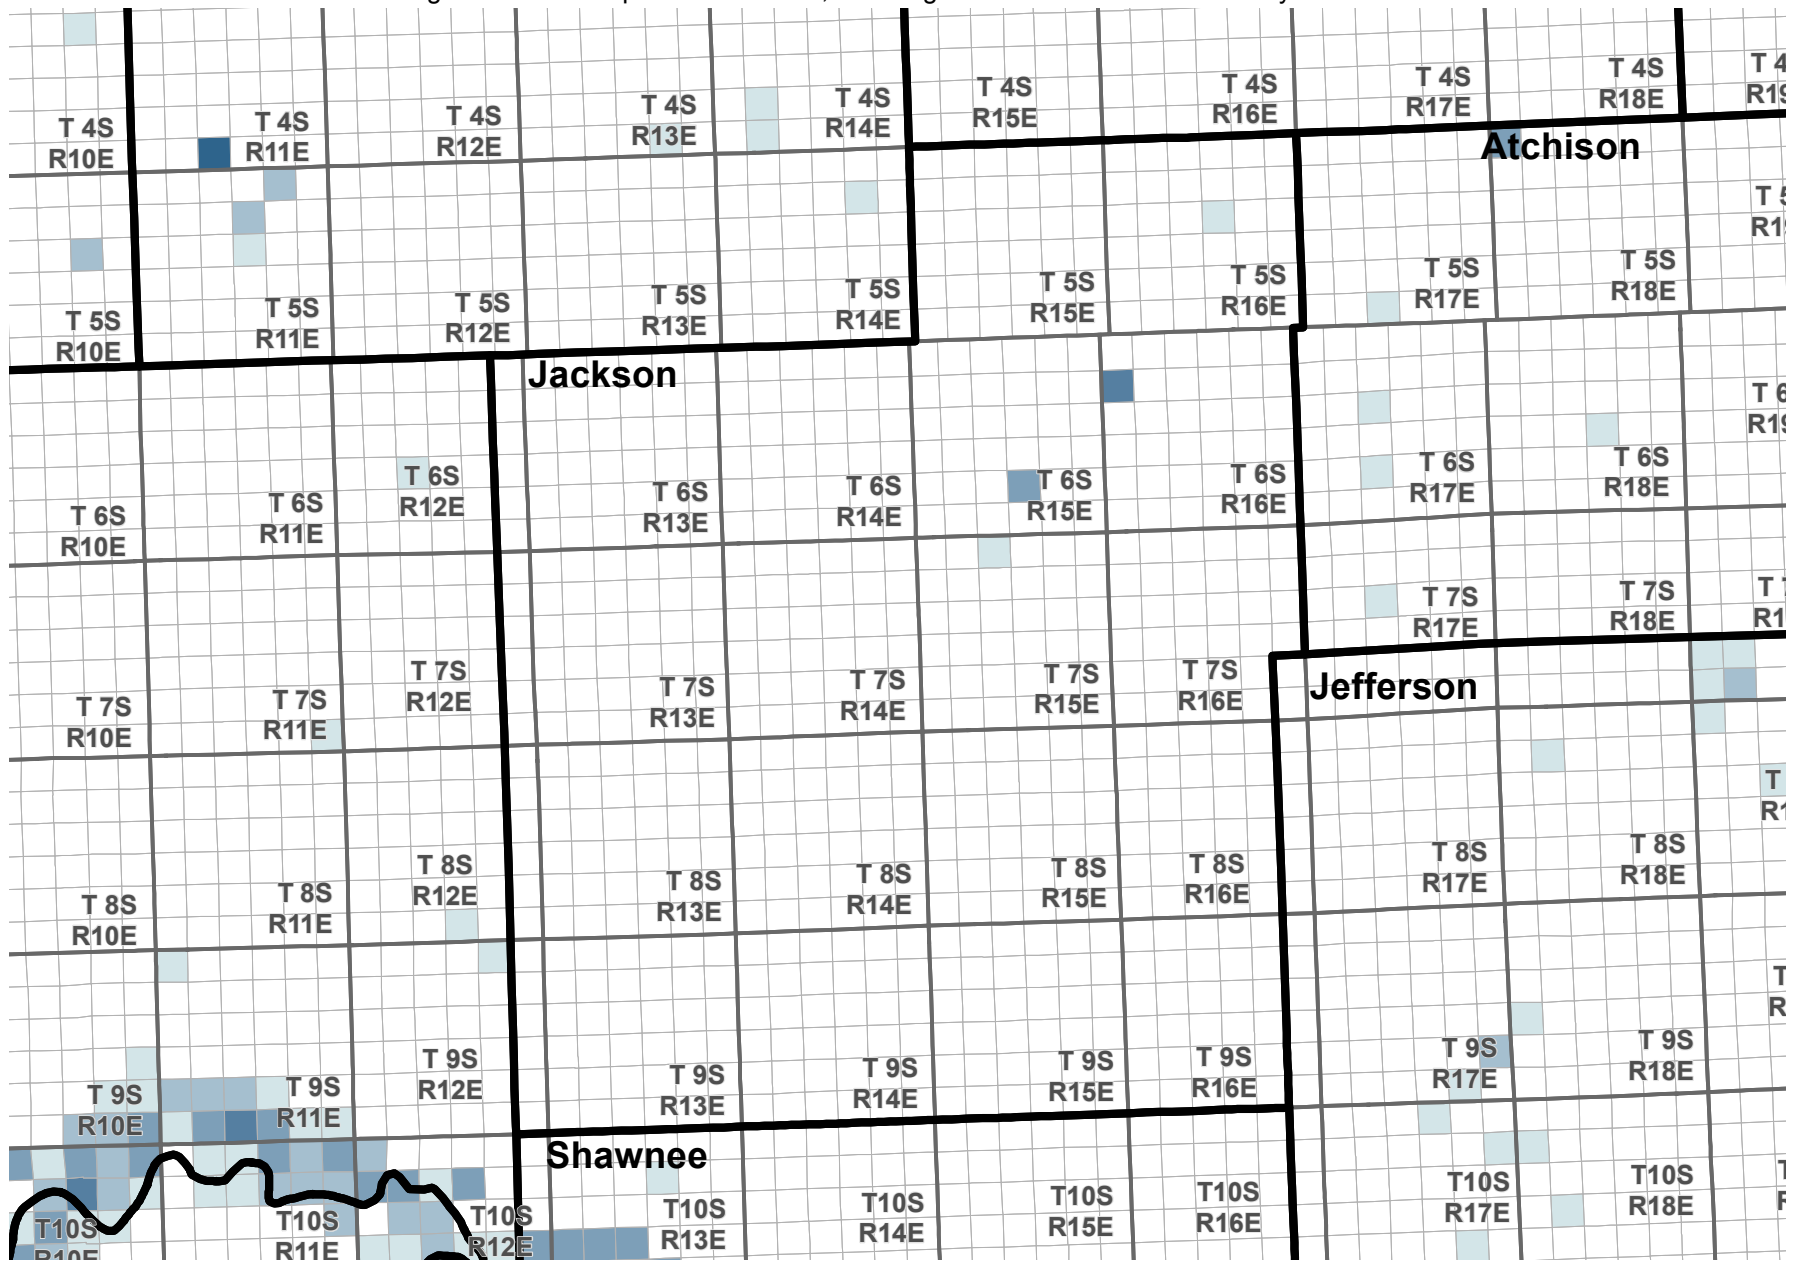 T 4S
R10E
T 4S
R11E
T 4S
R12E
T 4S
R13E
T 4S
R14E
T 4S
R15E
T 4S
R16E
T 4S
R17E
T 4S
R18E
Atchison
T 5S
R10E
T 5S
R11E
T 5S
R12E
T 5S
R13E
T 5S
R14E
T 5S
R15E
T 5S
R16E
T 5S
R17E
T 5S
R18E
Jackson
T 6S
R10E
T 6S
R11E
T 6S
R12E
T 6S
R13E
T 6S
R14E
T 6S
R15E
T 6S
R16E
T 6S
R17E
T 6S
R18E
T 7S
R10E
T 7S
R11E
T 7S
R12E
T 7S
R13E
T 7S
R14E
T 7S
R15E
T 7S
R16E
T 7S
R17E
T 7S
R18E
Jefferson
T 8S
R10E
T 8S
R11E
T 8S
R12E
T 8S
R13E
T 8S
R14E
T 8S
R15E
T 8S
R16E
T 8S
R17E
T 8S
R18E
T 9S
R10E
T 9S
R11E
T 9S
R12E
T 9S
R13E
T 9S
R14E
T 9S
R15E
T 9S
R16E
T 9S
R17E
T 9S
R18E
Shawnee
T10S
R10E
T10S
R11E
T10S
R12E
T10S
R13E
T10S
R14E
T10S
R15E
T10S
R16E
T10S
R17E
T10S
R18E